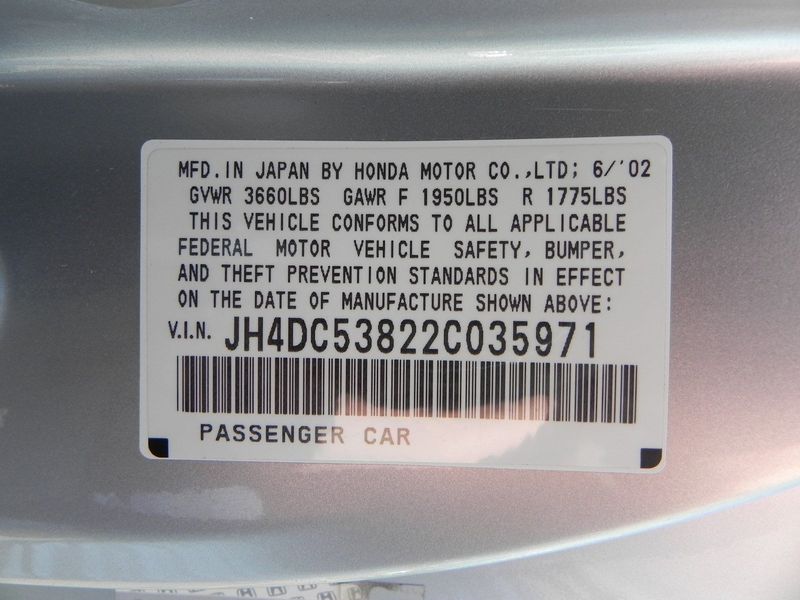 MFD. IN JAPAN BY HONDA MOTOR CO.,LTD; 6/'02
GVWR 3660LBS GAWR F 1950LBS R 1775LBS
THIS VEHICLE CONFORMS TO ALL APPLICABLE
FEDERAL MOTOR VEHICLE SAFETY, BUMPER,
AND THEFT PREVENTION STANDARDS IN EFFECT
ON THE DATE OF MANUFACTURE SHOWN ABOVE:
V.I.N. JH4DC53822C035971
PASSENGER CAR